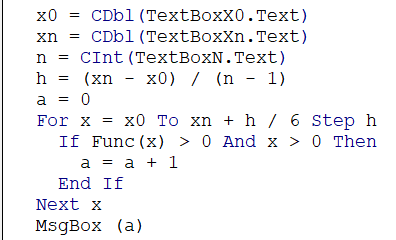 x0 = CDbl(TextBoxX0.Text)
xn = CDbl(TextBoxXn.Text)
n = CInt(TextBoxN.Text)
h = (xn - x0) / (n - 1)
a = 0
For x = x0 To xn + h / 6 Step h
  If Func(x) > 0 And x > 0 Then
    a = a + 1
  End If
Next x
MsgBox (a)